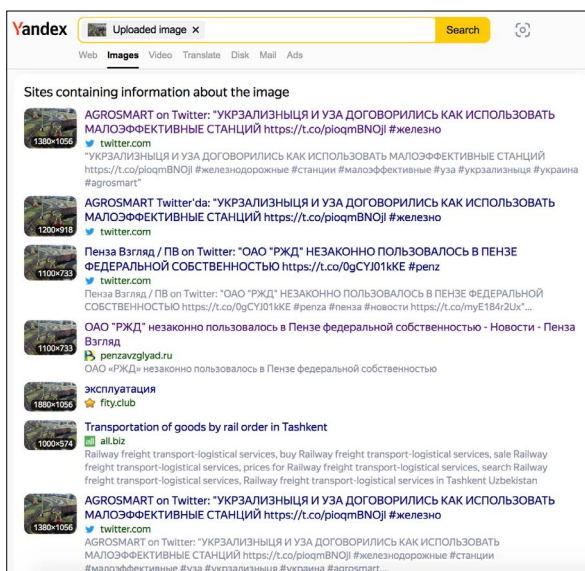 Yandex
Uploaded image ×
Search
Web Images Video Translate Disk Mail Ads
Sites containing information about the image
AGROSMART on Twitter: "УКРЗАЛИЗНЫЦЯ И УЗА ДОГОВОРИЛИСЬ КАК ИСПОЛЬЗОВАТЬ
МАЛОЭФФЕКТИВНЫЕ СТАНЦИЙ https://t.co/pioqmBNOjl #железно
1380×1056
twitter.com
"УКРЗАЛИЗНЫЦЯ И УЗА ДОГОВОРИЛИСЬ КАК ИСПОЛЬЗОВАТЬ МАЛОЭФФЕКТИВНЫЕ СТАНЦИЙ
https://t.co/pioqmBNOjl #железнодорожные #станции #малоэффективные #уза #укрзализныця #украина
#agrosmart"
AGROSMART Twitter'da: "УКРЗАЛИЗНЫЦЯ И УЗА ДОГОВОРИЛИСЬ КАК ИСПОЛЬЗОВАТЬ
МАЛОЭФФЕКТИВНЫЕ СТАНЦИЙ https://t.co/pioqmBNOjl #железно
1200×918
twitter.com
Пенза Взгляд / ПВ on Twitter: "ОАО "РЖД" НЕЗАКОННО ПОЛЬЗОВАЛОСЬ В ПЕНЗЕ
ФЕДЕРАЛЬНОЙ СОБСТВЕННОСТЬЮ https://t.co/0gCYJ01kKE #penz
1100×733
twitter.com
Пенза Взгляд / ПВ on Twitter: "ОАО "РЖД" НЕЗАКОННО ПОЛЬЗОВАЛОСЬ В ПЕНЗЕ ФЕДЕРАЛЬНОЙ
СОБСТВЕННОСТЬЮ https://t.co/0gCYJ01kKE #penza #пенза #новости https://t.co/myE184r2Ux"...
ОАО "РЖД" незаконно пользовалось в Пензе федеральной собственностью - Новости - Пенза
Взгляд
1100×733
penzavzglyad.ru
ОАО «РЖД» незаконно пользовалось в Пензе федеральной собственностью
эксплуатация
1880×1056
fity.club
Transportation of goods by rail order in Tashkent
1000×574
all all.biz
Railway freight transport-logistical services, buy Railway freight transport-logistical services, sale Railway
freight transport-logistical services, prices for Railway freight transport-logistical services, search Railway
freight transport-logistical services, Railway freight transport-logistical services in Tashkent Uzbekistan
AGROSMART on Twitter: "УКРЗАЛИЗНЫЦЯ И УЗА ДОГОВОРИЛИСЬ КАК ИСПОЛЬЗОВАТЬ
МАЛОЭФФЕКТИВНЫЕ СТАНЦИЙ https://t.co/pioqmBNOjl #железно
1380×1056
twitter.com
AGROSMART on Twitter: "УКРЗАЛИЗНЫЦЯ И УЗА ДОГОВОРИЛИСЬ КАК ИСПОЛЬЗОВАТЬ
МАЛОЭФФЕКТИВНЫЕ СТАНЦИЙ https://t.co/pioqmBNOjl #железнодорожные #станции
#малоэффективные #уза #укрзализныця #украина #agrosmart...